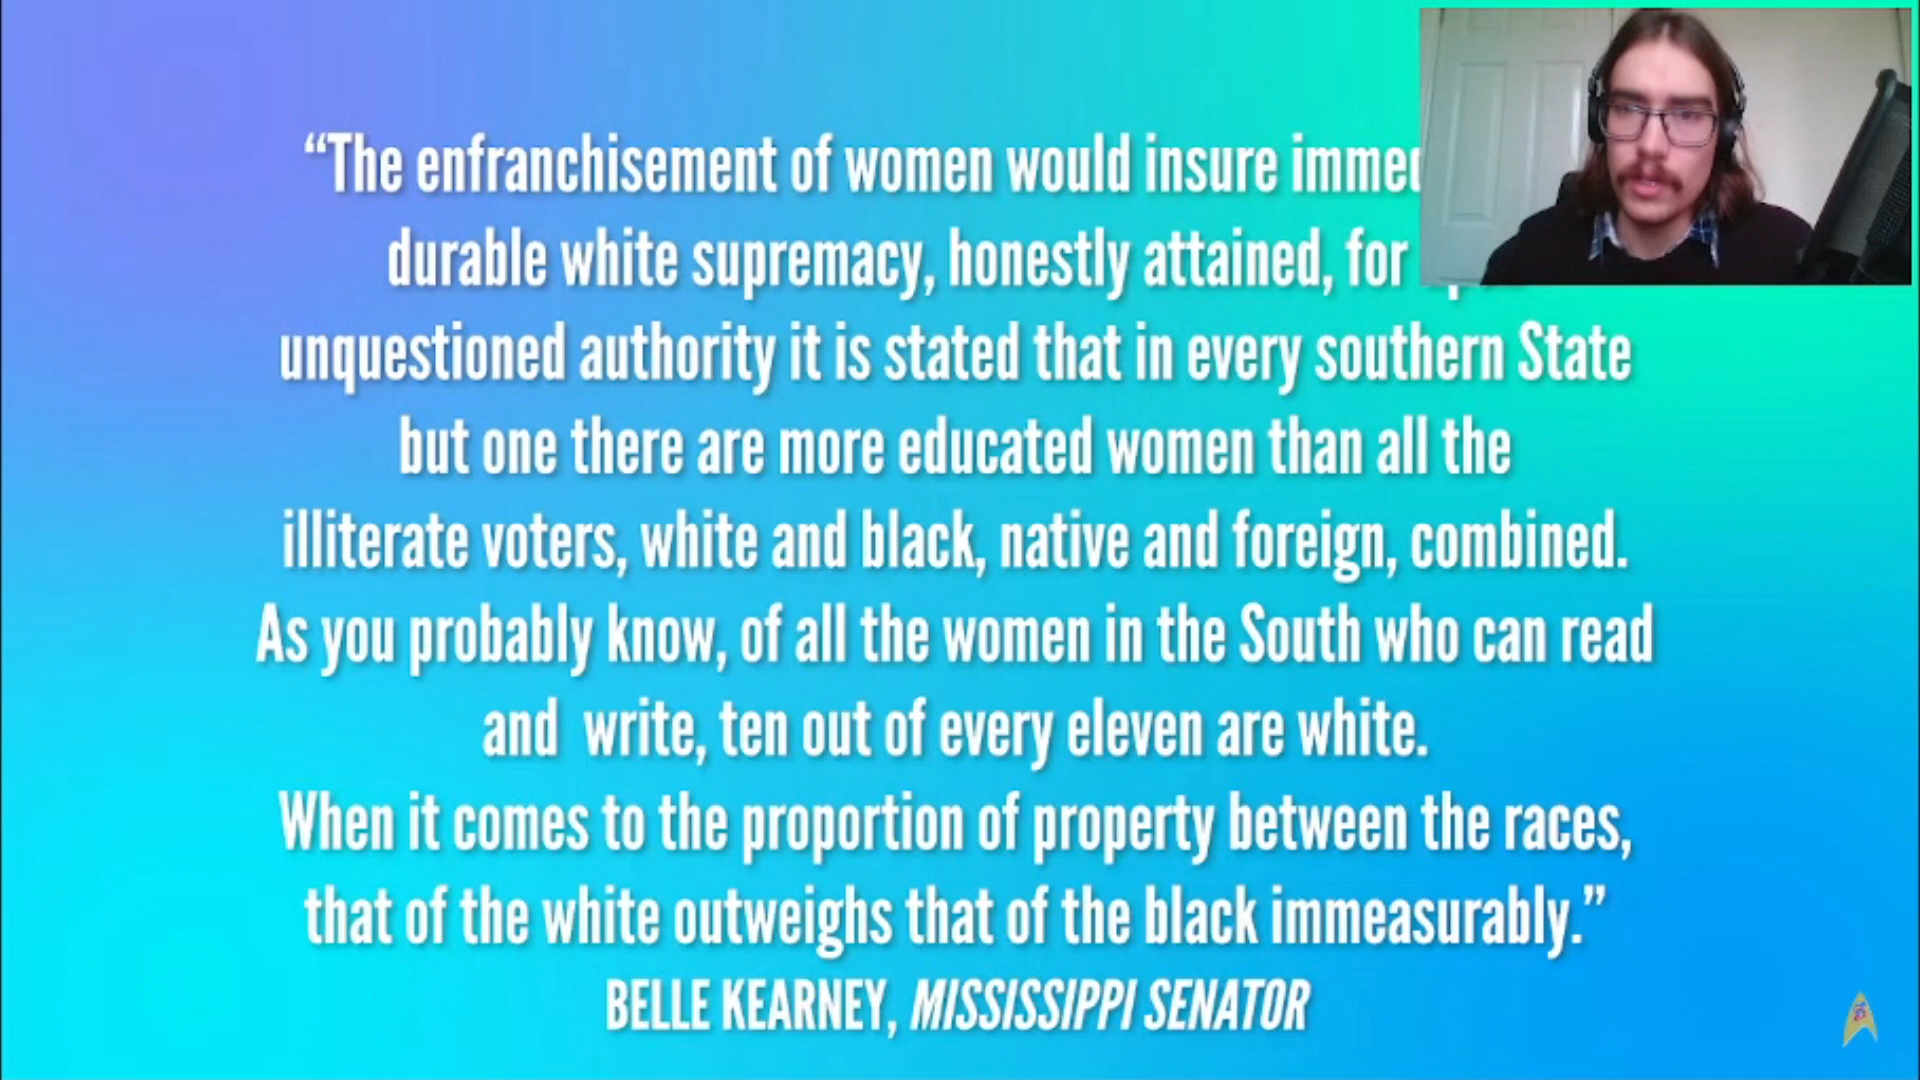 “The enfranchisement of women would insure
durable white supremacy, honestly attained, for
unquestioned authority it is stated that in every southern State
but one there are more educated women than all the
illiterate voters, white and black, native and foreign, combined.
As you probably know, of all the women in the South who can read
and write, ten out of every eleven are white.
When it comes to the proportion of property between the races,
that of the white outweighs that of the black immeasurably.”
BELLE KEARNEY, MISSISSIPPI SENATOR